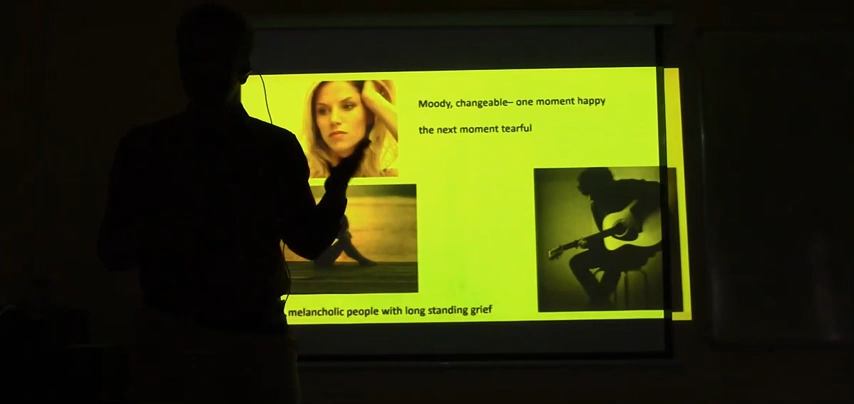 Moody, changeable– one moment happy
the next moment tearful
melancholic people with long standing grief